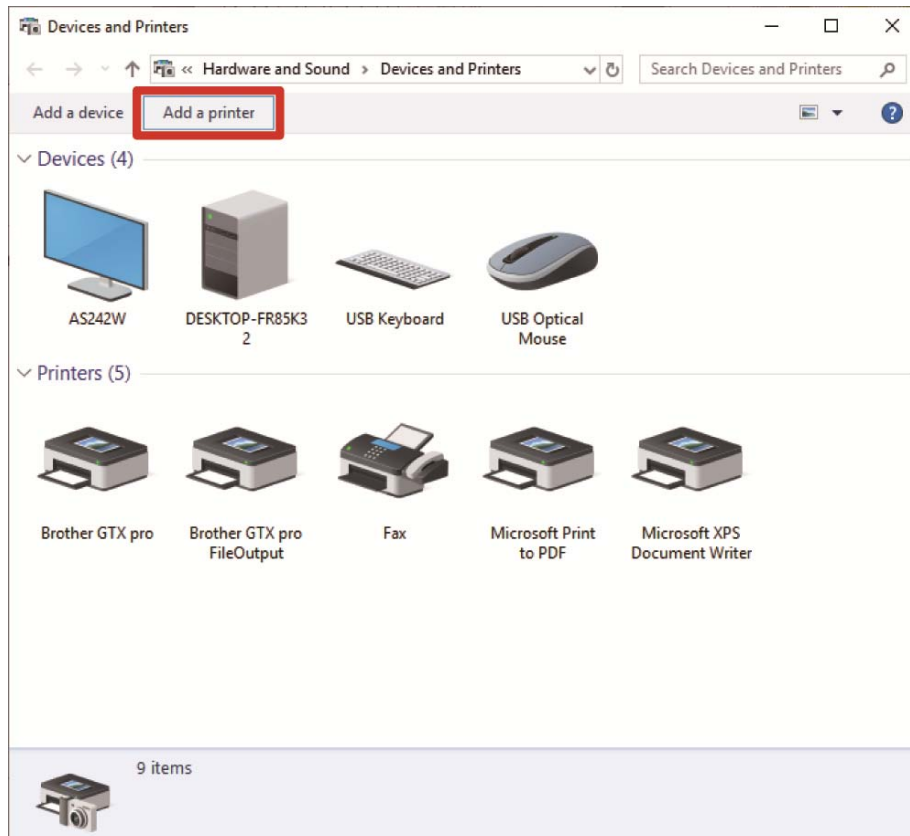 Devices and Printers
« Hardware and Sound > Devices and Printers
Search Devices and Printers
Add a device
Add a printer
Devices (4)
AS242W
DESKTOP-FR85K3
2
USB Keyboard
USB Optical
Mouse
Printers (5)
Brother GTX pro
Brother GTX pro
FileOutput
Fax
Microsoft Print
to PDF
Microsoft XPS
Document Writer
9 items